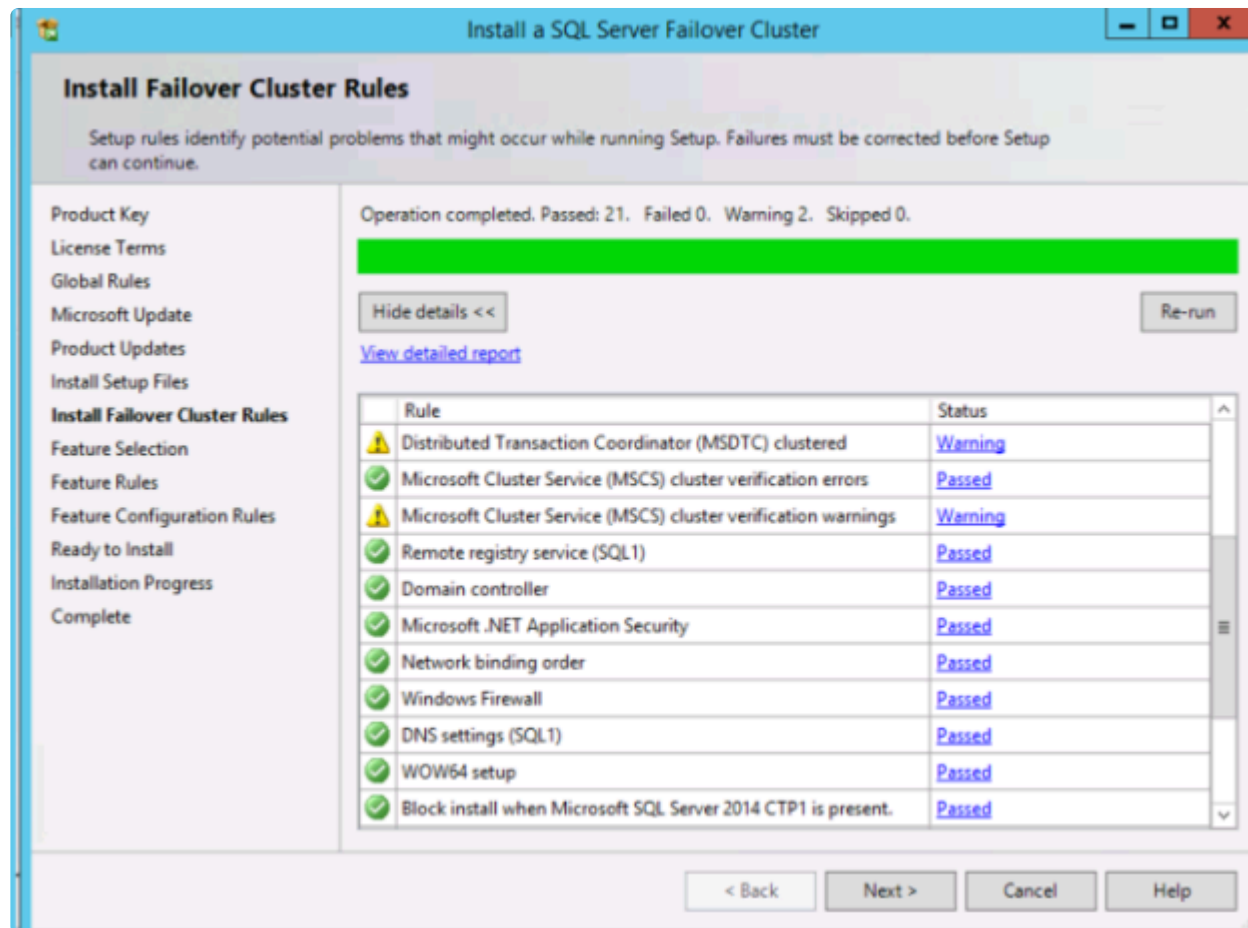 Install a SQL Server Failover Cluster
Install Failover Cluster Rules
Setup rules identify potential problems that might occur while running Setup. Failures must be corrected before Setup
can continue.
Product Key
License Terms
Global Rules
Microsoft Update
Product Updates
Install Setup Files
Install Failover Cluster Rules
Feature Selection
Feature Rules
Feature Configuration Rules
Ready to Install
Installation Progress
Complete
Operation completed. Passed: 21. Failed 0. Warning 2. Skipped 0.
Hide details <<
Re-run
View detailed report
Rule Status
Distributed Transaction Coordinator (MSDTC) clustered Warning
Microsoft Cluster Service (MSCS) cluster verification errors Passed
Microsoft Cluster Service (MSCS) cluster verification warnings Warning
Remote registry service (SQL1) Passed
Domain controller Passed
Microsoft .NET Application Security Passed
Network binding order Passed
Windows Firewall Passed
DNS settings (SQL1) Passed
WOW64 setup Passed
Block install when Microsoft SQL Server 2014 CTP1 is present. Passed
< Back Next > Cancel Help